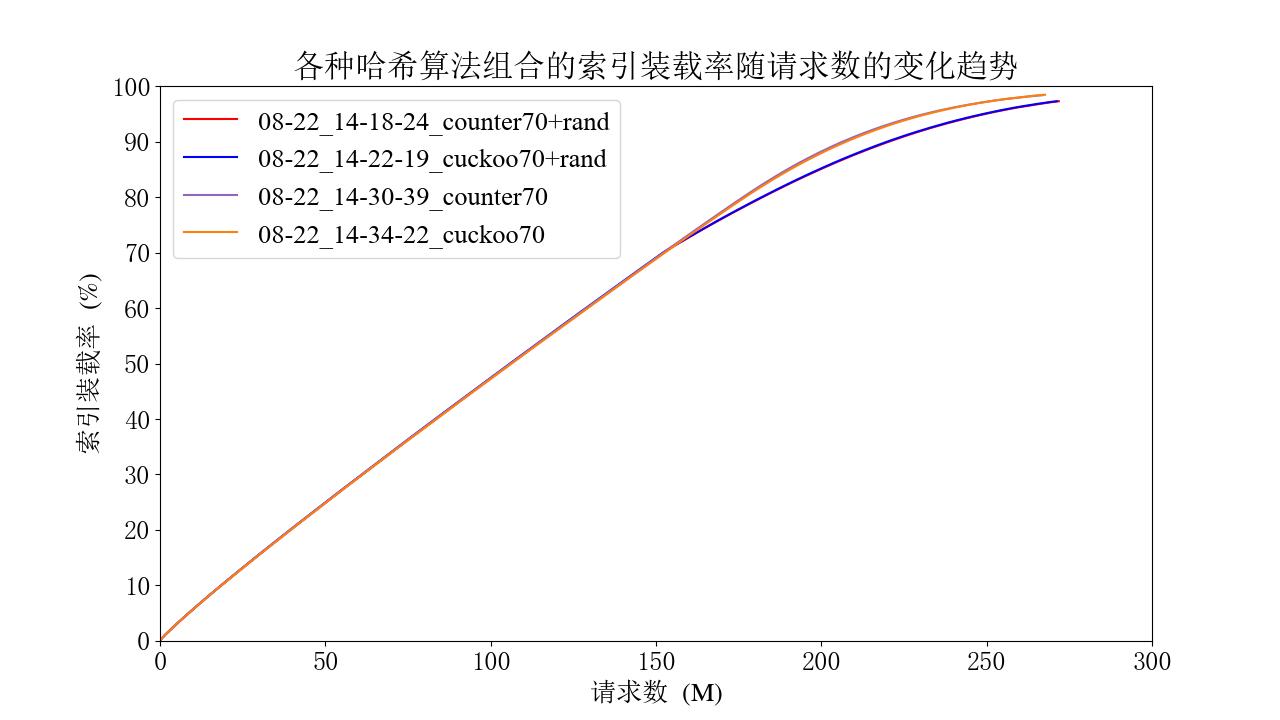 各种哈希算法组合的索引装载率随请求数的变化趋势
100
90
80
70
60
50
40
30
20
10
0
索引装载率 (%)
08-22_14-18-24_counter70+rand
08-22_14-22-19_cuckoo70+rand
08-22_14-30-39_counter70
08-22_14-34-22_cuckoo70
0 50 100 150 200 250 300
请求数 (M)